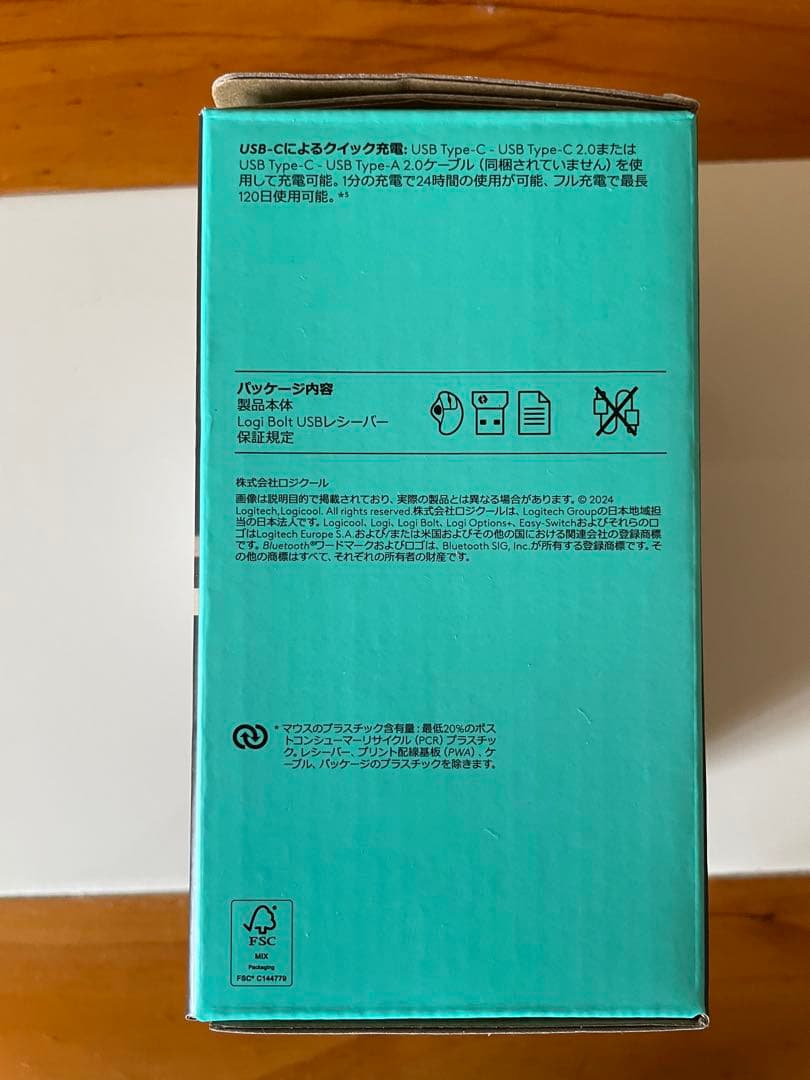 USB-Cによるクイック充電: USB Type-C - USB Type-C 2.0または
USB Type-C - USB Type-A 2.0ケーブル（同梱されていません）を使
用して充電可能。1分の充電で24時間の使用が可能、フル充電で最長
120日使用可能。*⁵
パッケージ内容
製品本体
Logi Bolt USBレシーバー
保証規定
株式会社ロジクール
画像は説明目的で掲載されており、実際の製品とは異なる場合があります。© 2024
Logitech,Logicool. All rights reserved.株式会社ロジクールは、Logitech Groupの日本地域担
当の日本法人です。Logicool、Logi、Logi Bolt、Logi Options+、Easy-Switchおよびそれらのロ
ゴはLogitech Europe S.A.および/または米国およびその他の国における関連会社の登録商標
です。Bluetooth®ワードマークおよびロゴは、Bluetooth SIG, Inc.が所有する登録商標です。そ
の他の商標はすべて、それぞれの所有者の財産です。
* マウスのプラスチック含有量：最低20%のポス
トコンシューマーリサイクル（PCR）プラスチッ
ク。レシーバー、プリント配線基板（PWA）、ケ
ーブル、パッケージのプラスチックを除きます。
FSC
MIX
Packaging
FSC® C144779